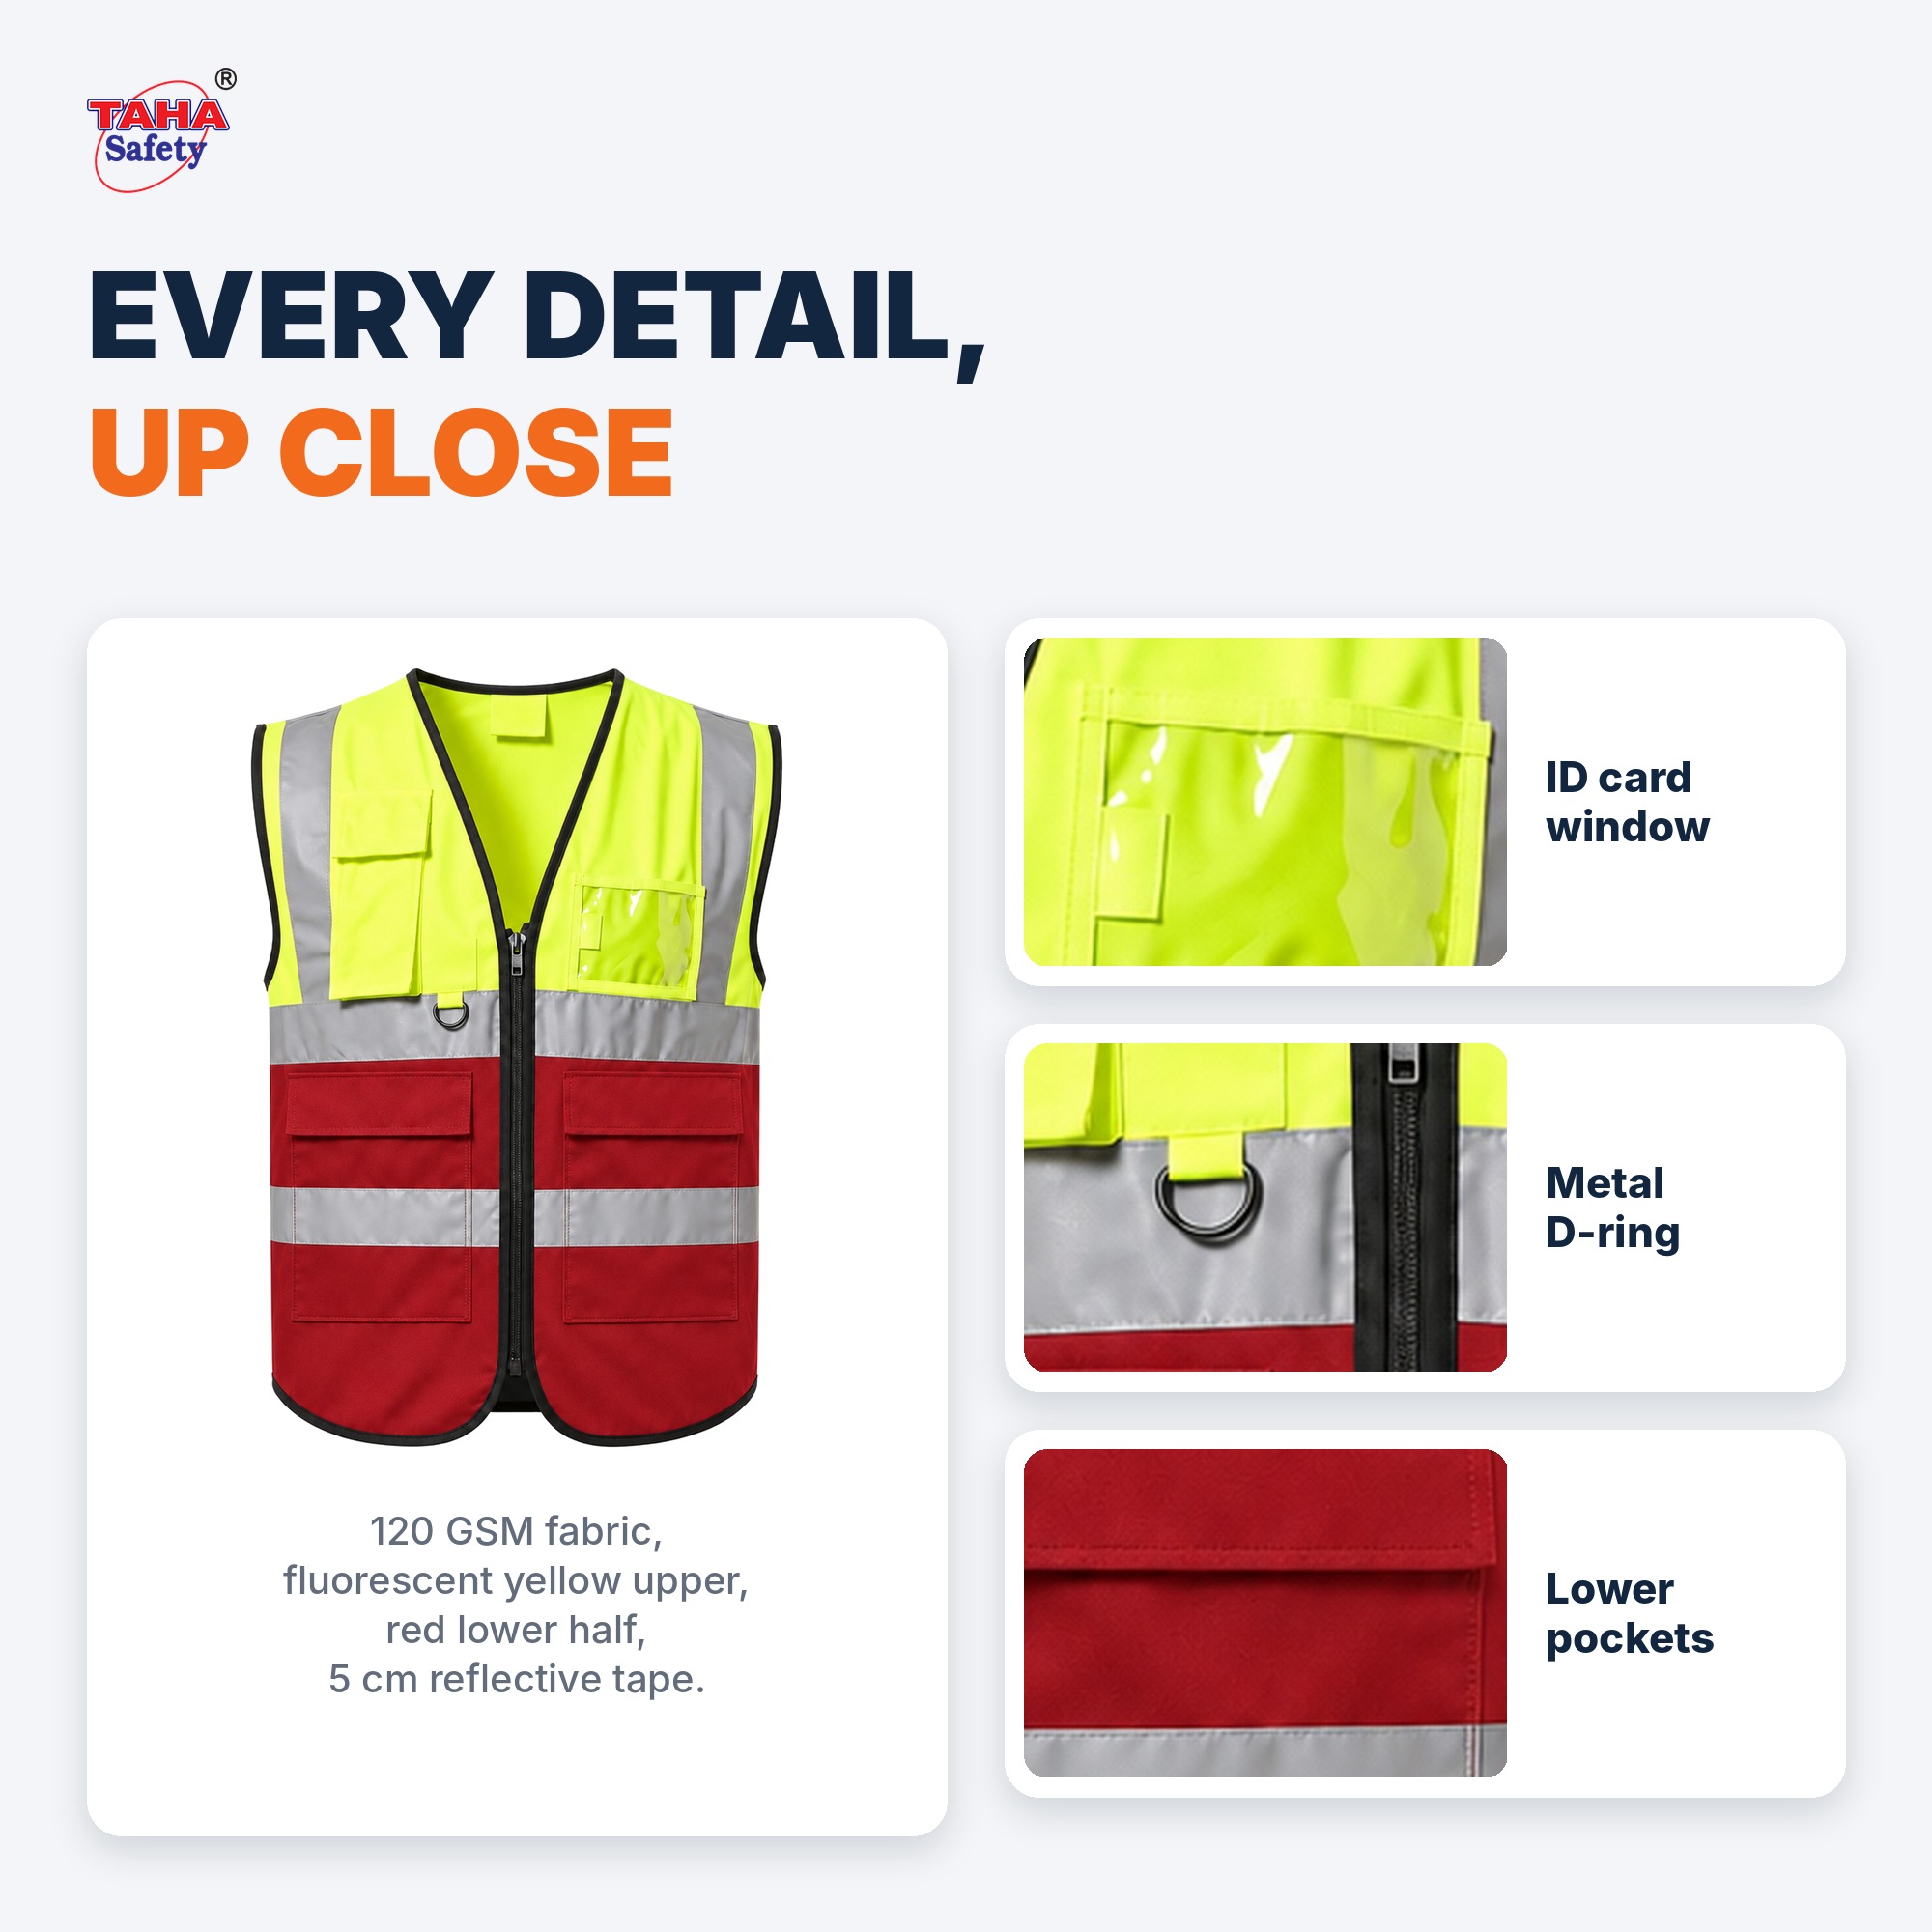 TAHA®
Safety
EVERY DETAIL,
UP CLOSE
120 GSM fabric,
fluorescent yellow upper,
red lower half,
5 cm reflective tape.
ID card
window
Metal
D-ring
Lower
pockets